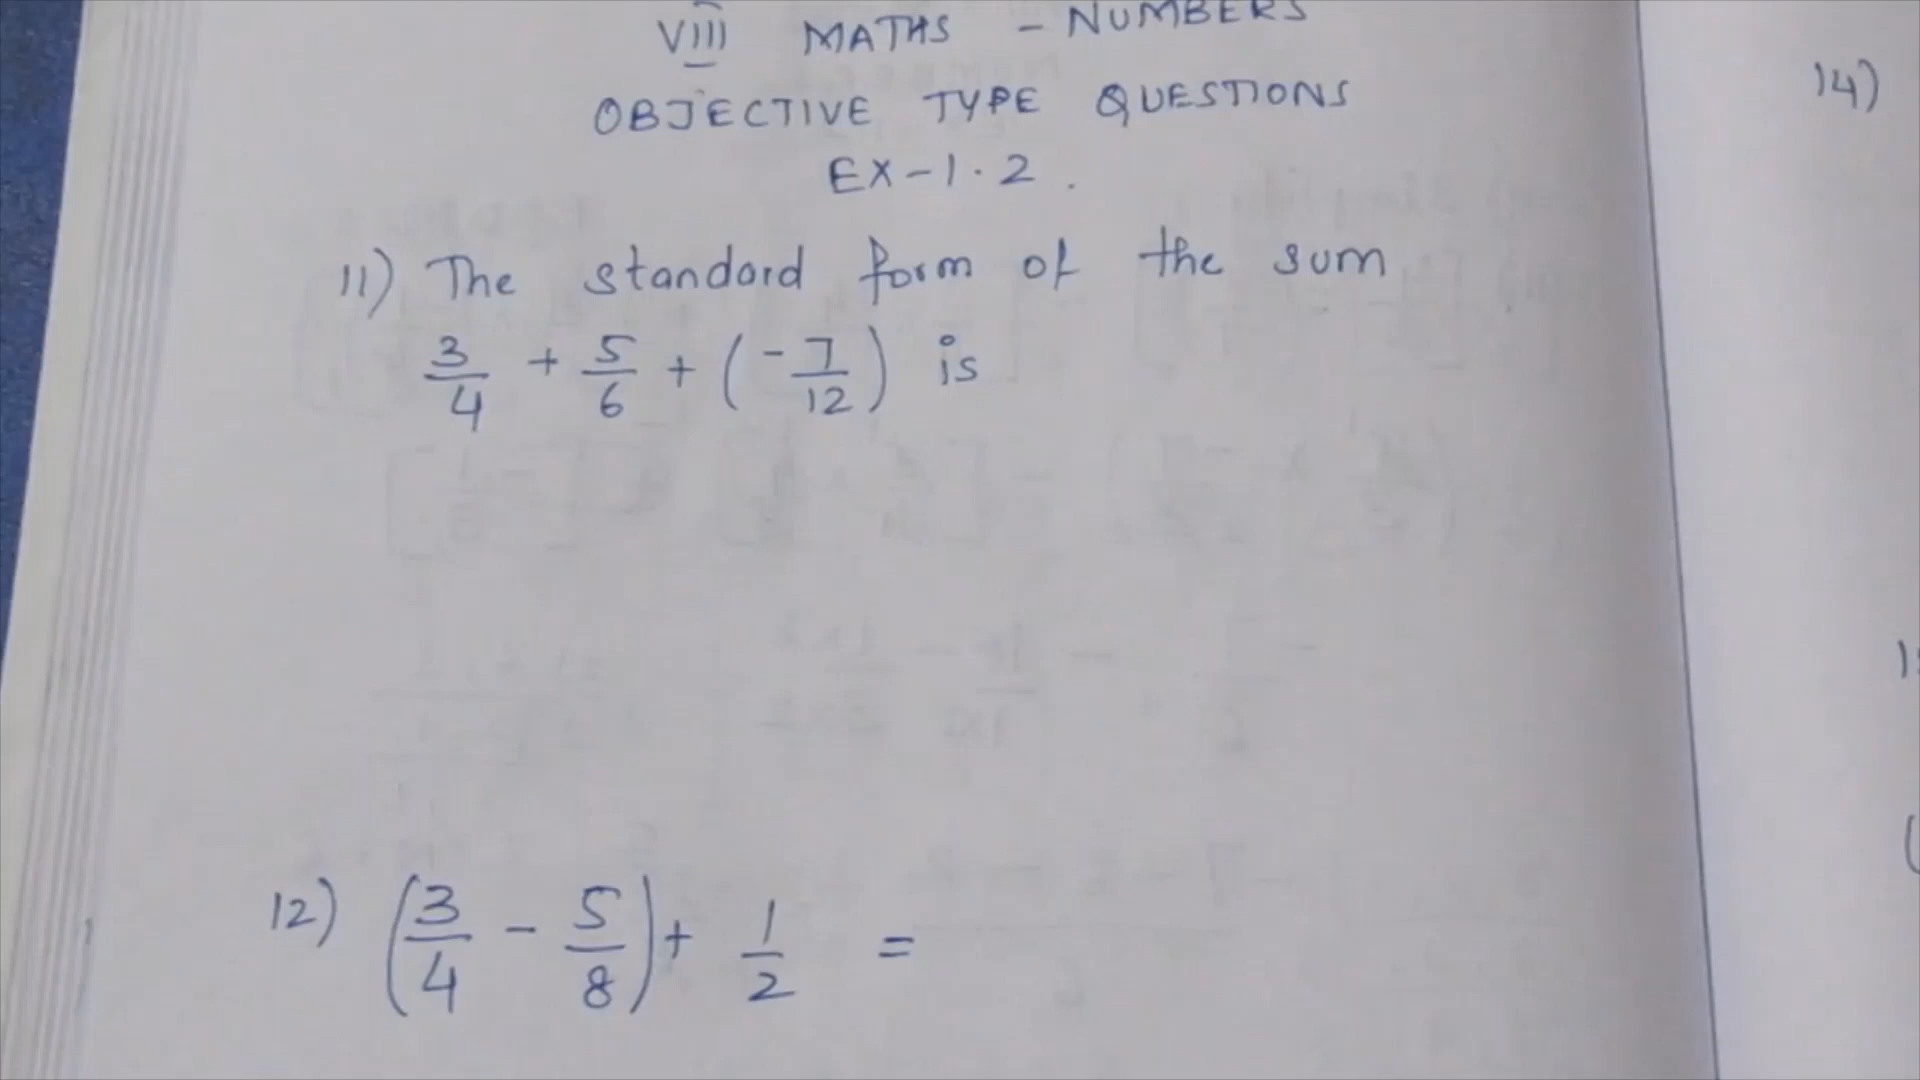 VIII MATHS - NUMBERS
OBJECTIVE TYPE QUESTIONS
EX-1.2.
11) The standard form of the sum
3/4 + 5/6 + (-7/12) is
12) (3/4 - 5/8) + 1/2 =
14)